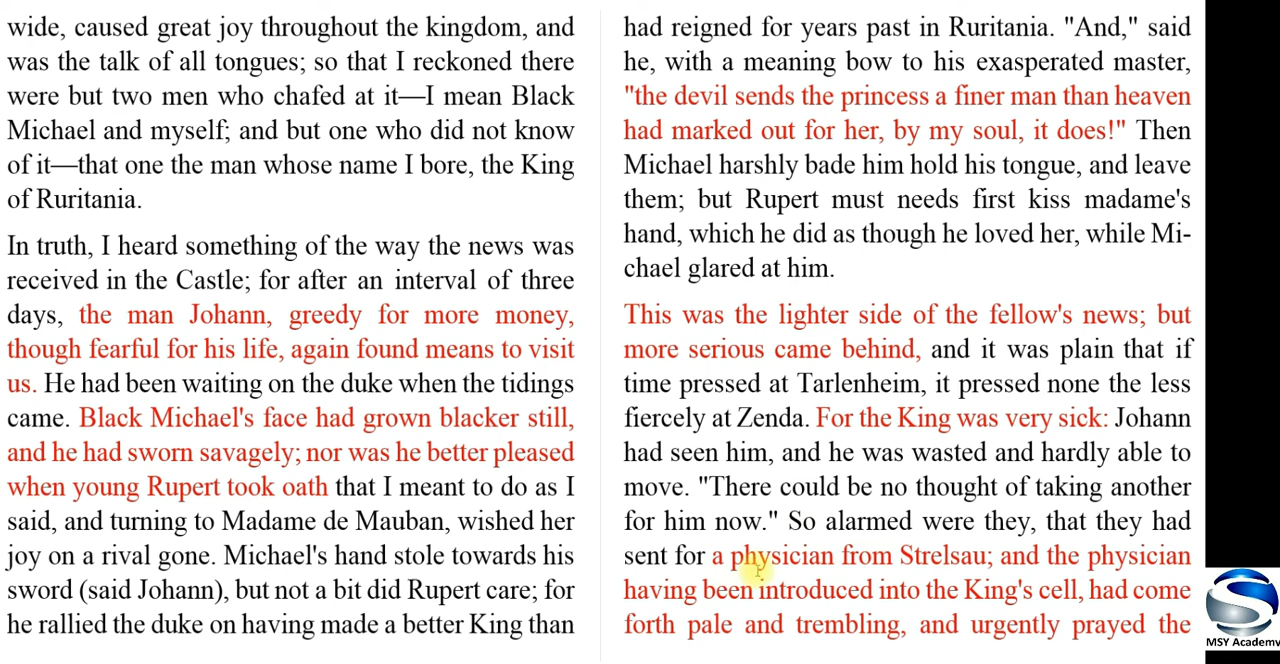 wide, caused great joy throughout the kingdom, and
was the talk of all tongues; so that I reckoned there
were but two men who chafed at it—I mean Black
Michael and myself; and but one who did not know
of it—that one the man whose name I bore, the King
of Ruritania.
In truth, I heard something of the way the news was
received in the Castle; for after an interval of three
days, the man Johann, greedy for more money,
though fearful for his life, again found means to visit
us. He had been waiting on the duke when the tidings
came. Black Michael's face had grown blacker still,
and he had sworn savagely; nor was he better pleased
when young Rupert took oath that I meant to do as I
said, and turning to Madame de Mauban, wished her
joy on a rival gone. Michael's hand stole towards his
sword (said Johann), but not a bit did Rupert care; for
he rallied the duke on having made a better King than
had reigned for years past in Ruritania. "And," said
he, with a meaning bow to his exasperated master,
"the devil sends the princess a finer man than heaven
had marked out for her, by my soul, it does!" Then
Michael harshly bade him hold his tongue, and leave
them; but Rupert must needs first kiss madame's
hand, which he did as though he loved her, while Mi-
chael glared at him.
This was the lighter side of the fellow's news; but
more serious came behind, and it was plain that if
time pressed at Tarlenheim, it pressed none the less
fiercely at Zenda. For the King was very sick: Johann
had seen him, and he was wasted and hardly able to
move. "There could be no thought of taking another
for him now." So alarmed were they, that they had
sent for a physician from Strelsau; and the physician
having been introduced into the King's cell, had come
forth pale and trembling, and urgently prayed the
MSY Academy